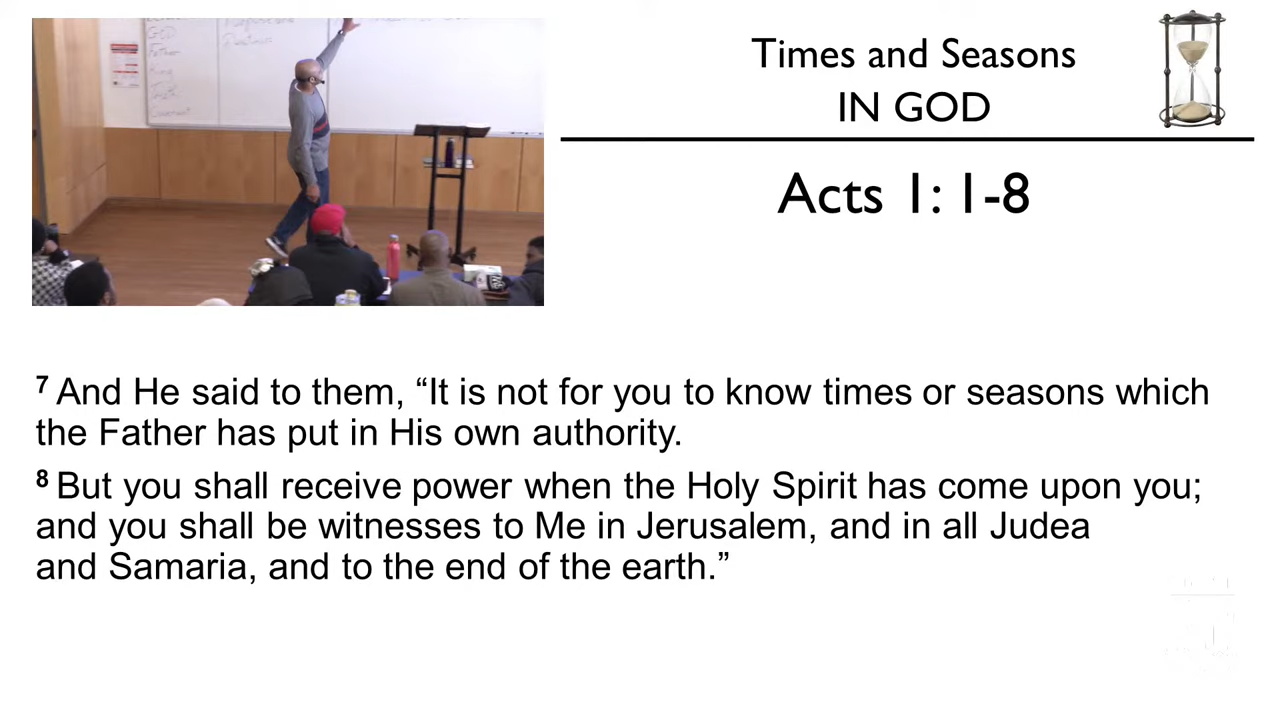 GOD
Father
King
Times and Seasons
IN GOD
Acts 1: 1-8
7 And He said to them, “It is not for you to know times or seasons which
the Father has put in His own authority.
8 But you shall receive power when the Holy Spirit has come upon you;
and you shall be witnesses to Me in Jerusalem, and in all Judea
and Samaria, and to the end of the earth.”